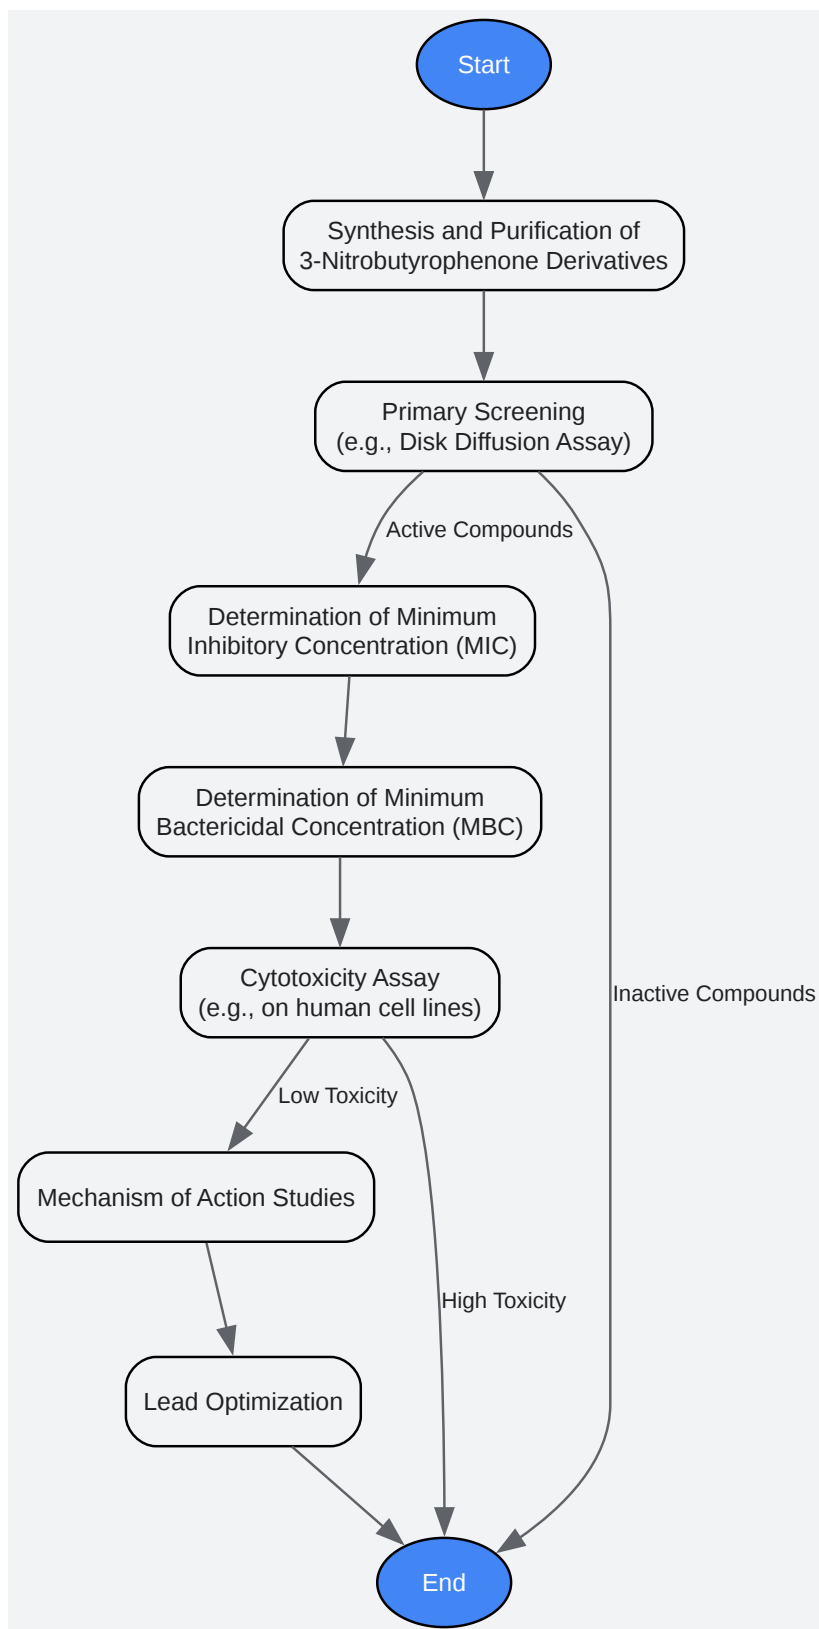 Start
Synthesis and Purification of
3-Nitrobutyrophenone Derivatives
Primary Screening
(e.g., Disk Diffusion Assay)
Active Compounds
Determination of Minimum
Inhibitory Concentration (MIC)
Determination of Minimum
Bactericidal Concentration (MBC)
Cytotoxicity Assay
(e.g., on human cell lines)
Inactive Compounds
Low Toxicity
Mechanism of Action Studies
High Toxicity
Lead Optimization
End